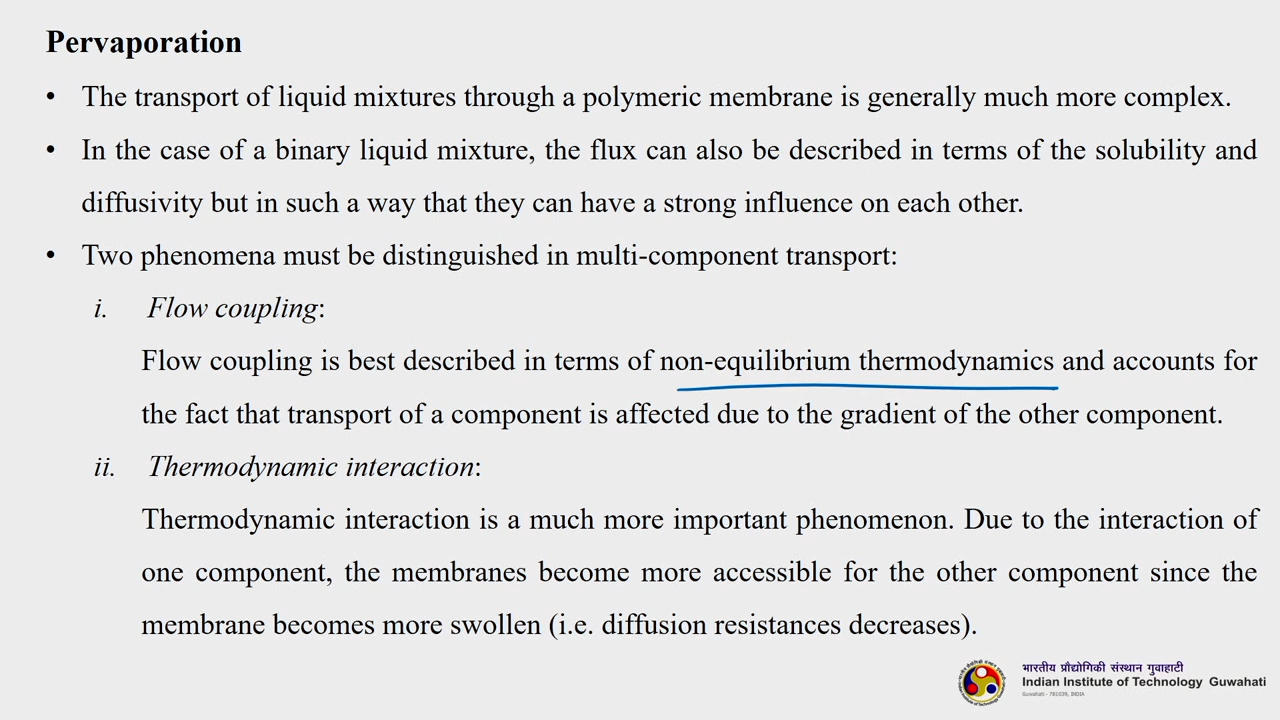 Pervaporation
• The transport of liquid mixtures through a polymeric membrane is generally much more complex.
• In the case of a binary liquid mixture, the flux can also be described in terms of the solubility and
diffusivity but in such a way that they can have a strong influence on each other.
• Two phenomena must be distinguished in multi-component transport:
i. Flow coupling:
Flow coupling is best described in terms of non-equilibrium thermodynamics and accounts for
the fact that transport of a component is affected due to the gradient of the other component.
ii. Thermodynamic interaction:
Thermodynamic interaction is a much more important phenomenon. Due to the interaction of
one component, the membranes become more accessible for the other component since the
membrane becomes more swollen (i.e. diffusion resistances decreases).
भारतीय प्रौद्योगिकी संस्थान गुवाहाटी
Indian Institute of Technology Guwahati
Guwahati - 781039, INDIA